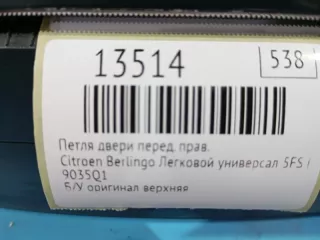 13514
538
Петля двери перед. прав.
Citroen Berlingo Легковой универсал 5FS
9035Q1
Б/У оригинал верхняя